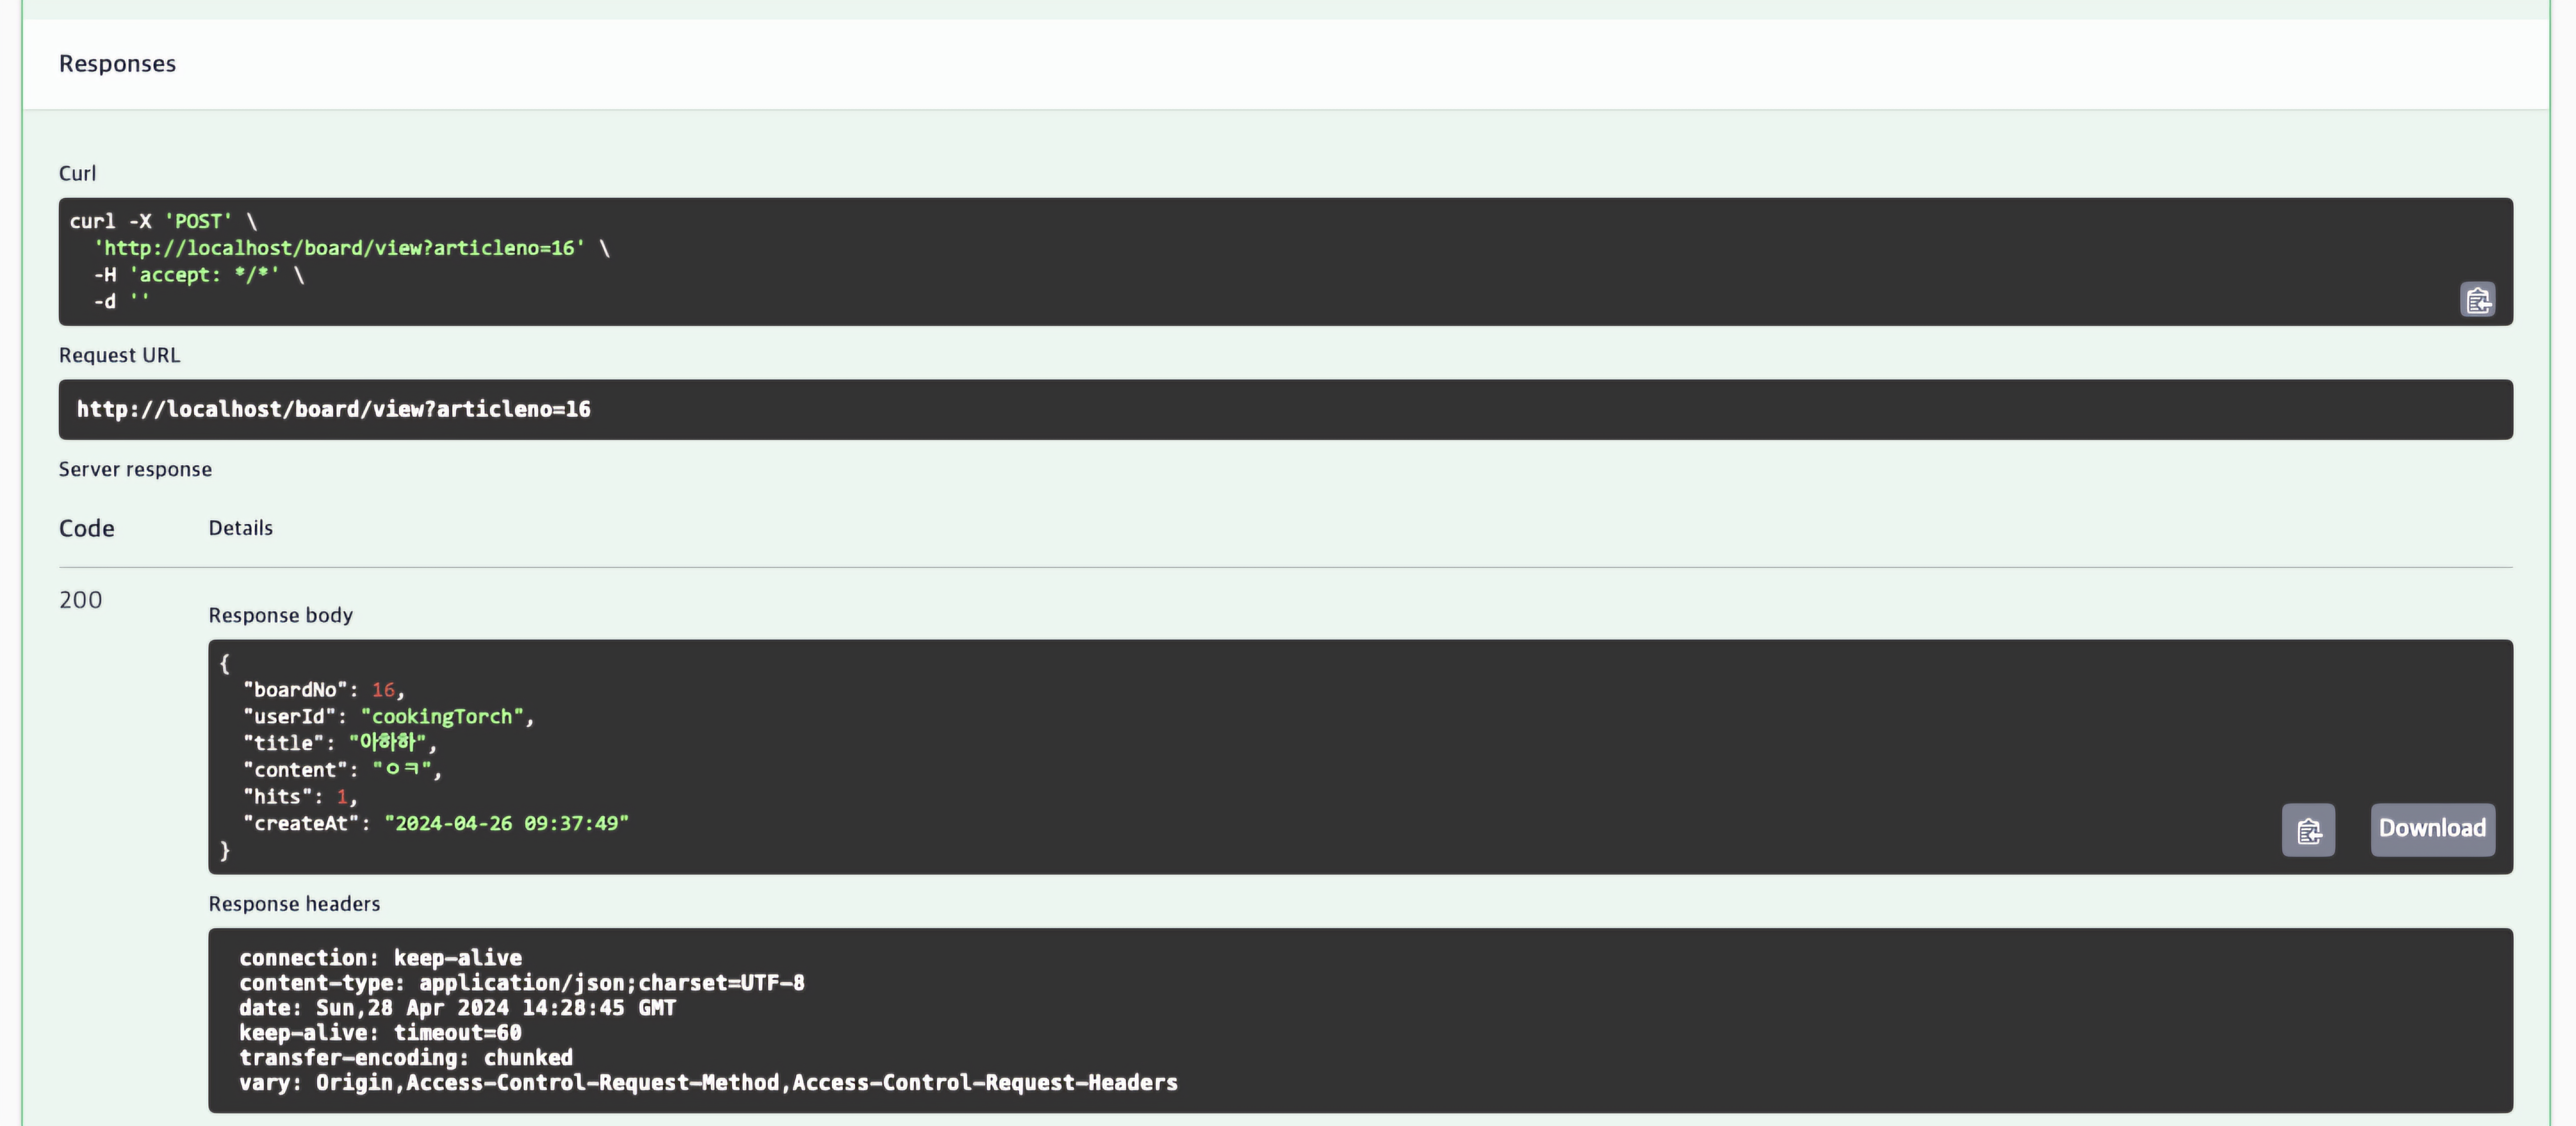 Responses
Curl
curl -X 'POST' \
'http://localhost/board/view?articleno=16' \
-H 'accept: */*' \
-d ''
Request URL
http://localhost/board/view?articleno=16
Server response
Code Details
200
Response body
{
"boardNo": 16,
"userId": "cookingTorch",
"title": "아하하",
"content": "ㅇㅋ",
"hits": 1,
"createAt": "2024-04-26 09:37:49"
}
Download
Response headers
connection: keep-alive
content-type: application/json;charset=UTF-8
date: Sun,28 Apr 2024 14:28:45 GMT
keep-alive: timeout=60
transfer-encoding: chunked
vary: Origin,Access-Control-Request-Method,Access-Control-Request-Headers